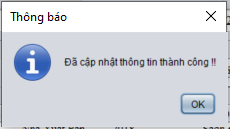 Thông báo
Đã cập nhật thông tin thành công !!
OK